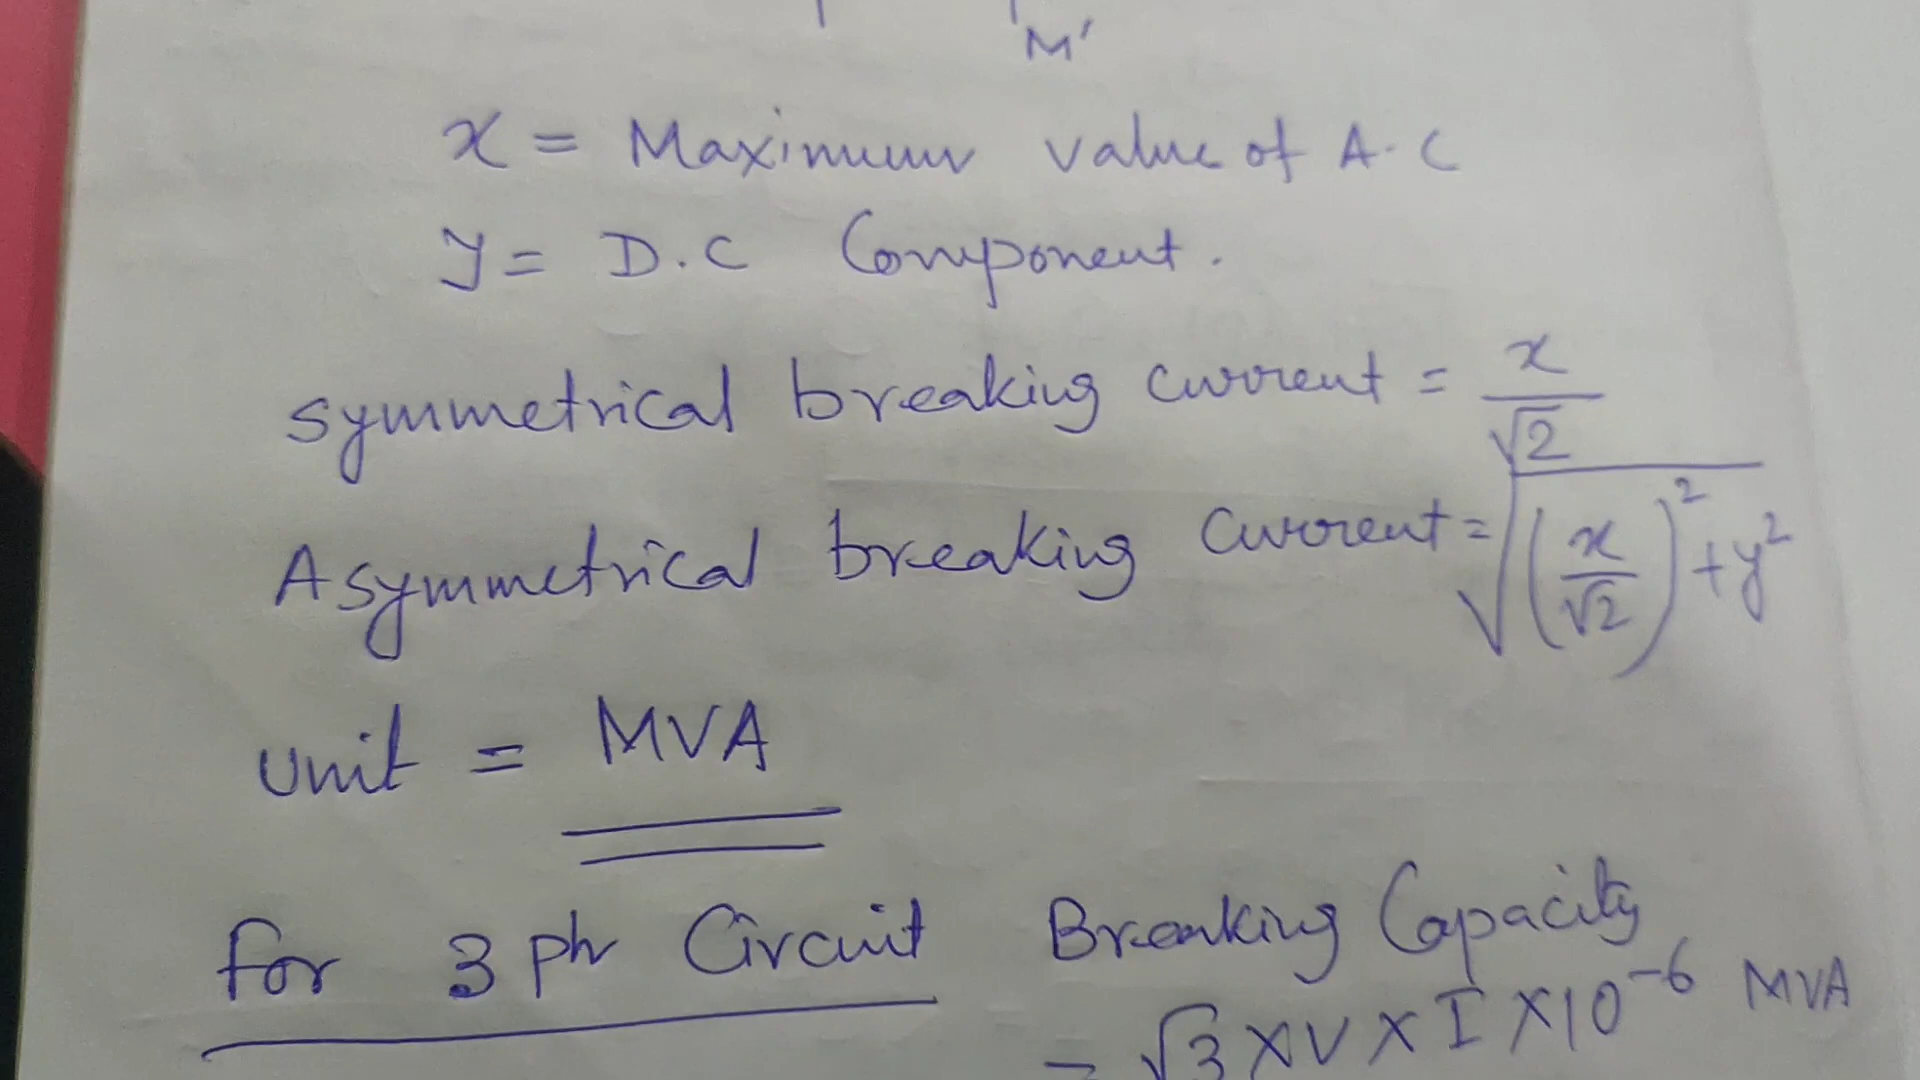 M'
x = Maximum value of A.C
y = D.C Component.
symmetrical breaking current = x/√2
Asymmetrical breaking current = √((x/√2)² + y²)
unit = MVA
for 3 ph Circuit Breaking Capacity
= √3 X V X I X 10⁻⁶ MVA